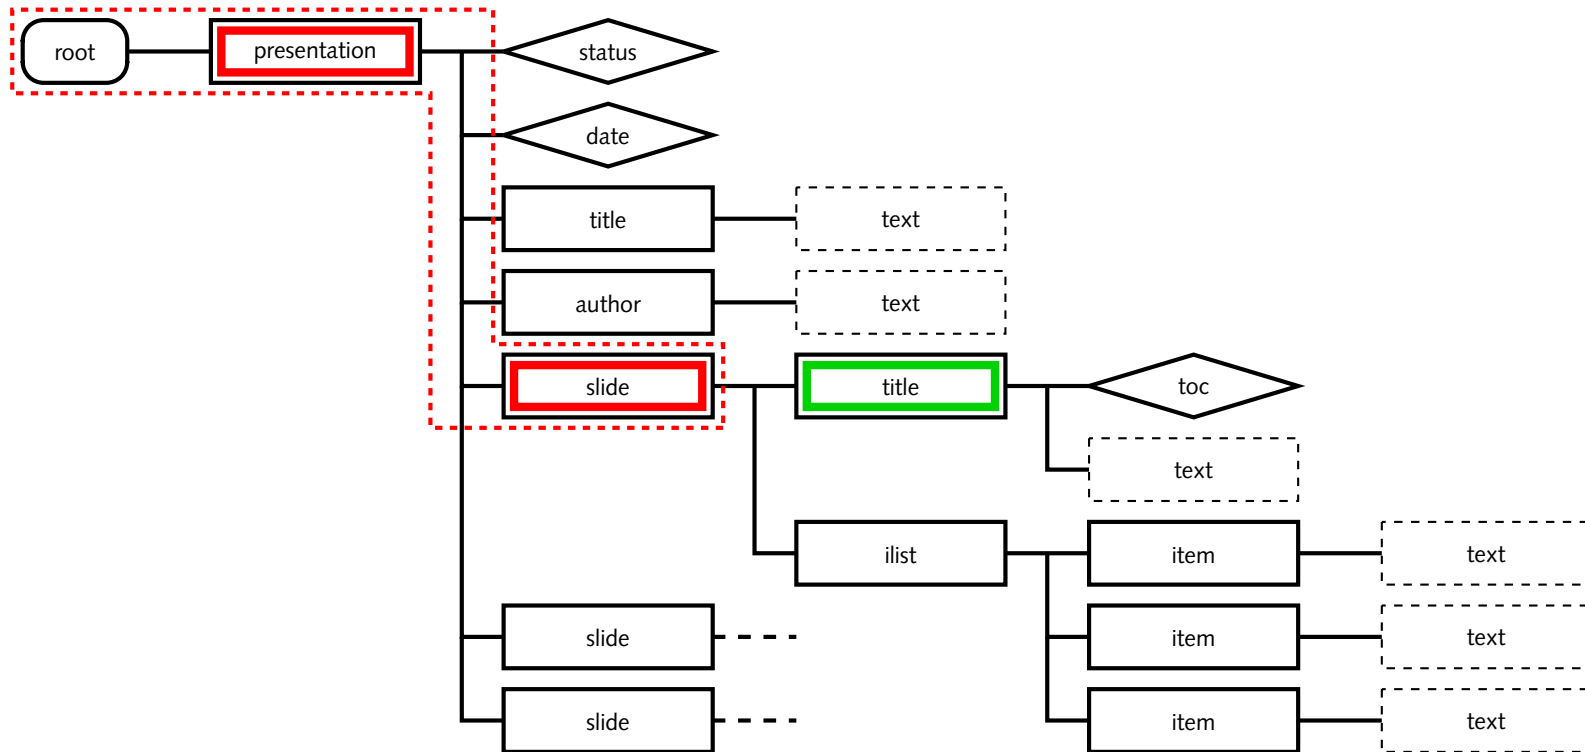 root presentation status
date
title text
author text
slide title toc
text
ilist item text
slide item text
slide item text